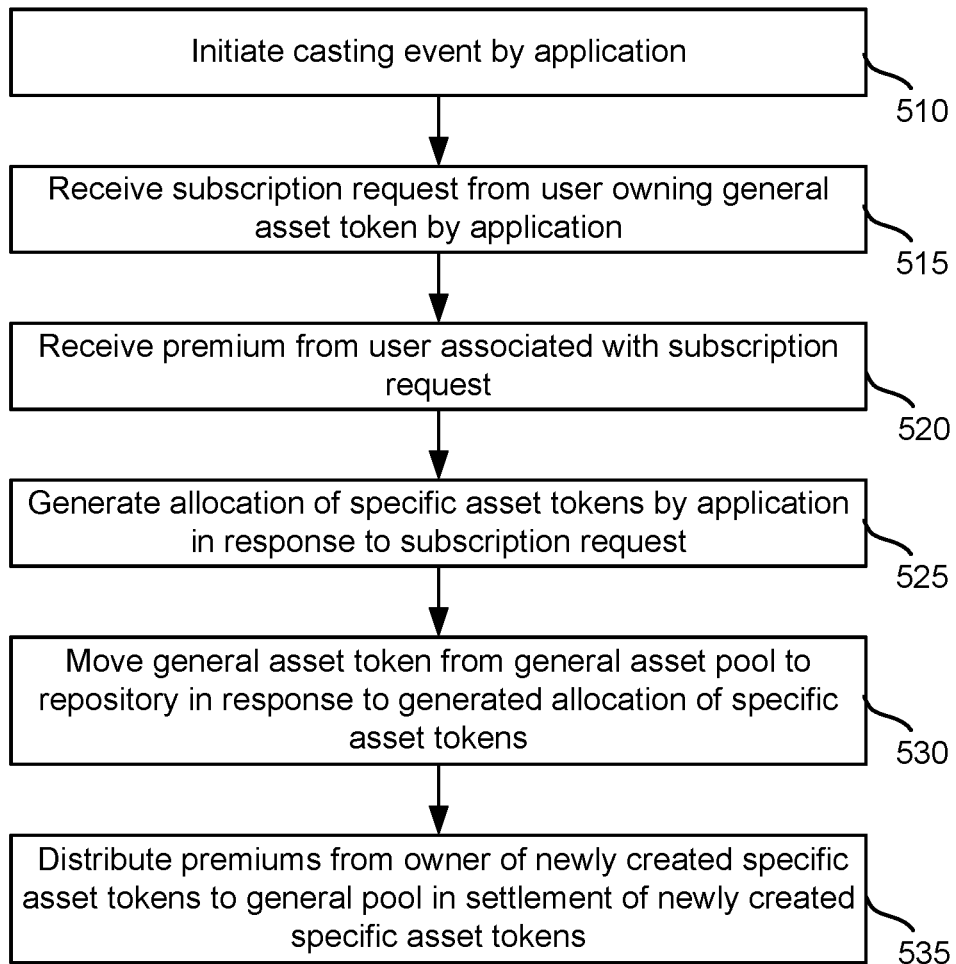 Initiate casting event by application
510
Receive subscription request from user owning general
asset token by application
515
Receive premium from user associated with subscription
request
520
Generate allocation of specific asset tokens by application
in response to subscription request
525
Move general asset token from general asset pool to
repository in response to generated allocation of specific
asset tokens
530
Distribute premiums from owner of newly created specific
asset tokens to general pool in settlement of newly created
specific asset tokens
535